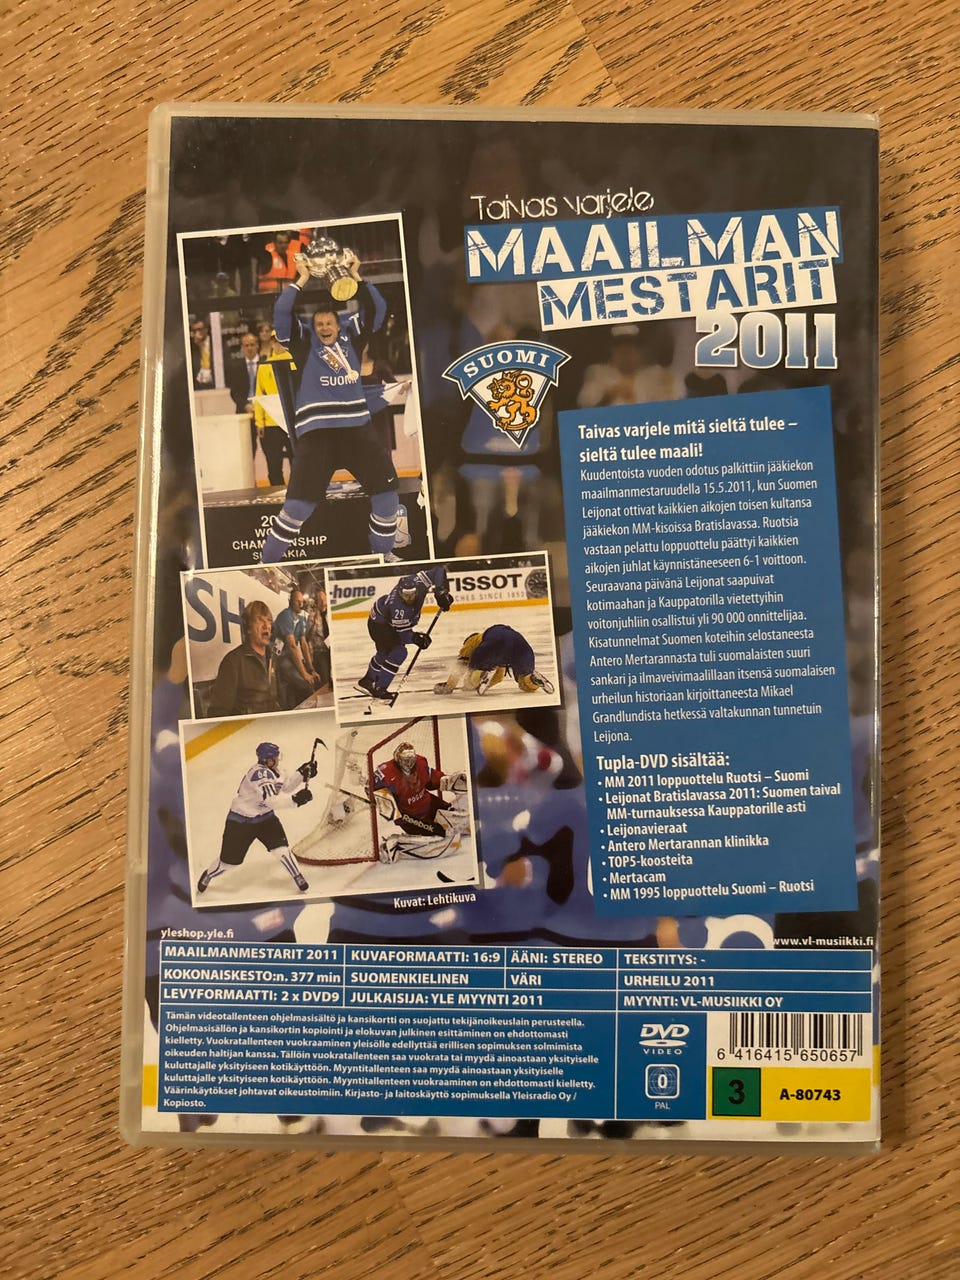 Taivas varjele
MAAILMAN
MESTARIT
2011
SUOMI
SUOMI
CHAMPIONSHIP
Taivas varjele mitä sieltä tulee –
sieltä tulee maali!
Kuudentoista vuoden odotus palkittiin jääkiekon
maailmanmestaruudella 15.5.2011, kun Suomen
Leijonat ottivat kaikkien aikojen toisen kultansa
jääkiekon MM-kisoissa Bratislavassa. Ruotsia
vastaan pelattu loppuottelu päättyi kaikkien
aikojen juhlat käynnistäneeseen 6-1 voittoon.
Seuraavana päivänä Leijonat saapuivat
kotimaahan ja Kauppatorilla vietettyihin
voitonjuhliin osallistui yli 90 000 onnittelijaa.
Kisatunnelmat Suomen koteihin selostaneesta
Antero Mertarannasta tuli suomalaisten suuri
sankari ja ilmaveivimaalillaan itsensä suomalaisen
urheilun historiaan kirjoittaneesta Mikael
Grandlundista hetkessä valtakunnan tunnetuin
Leijona.
Tupla-DVD sisältää:
• MM 2011 loppuottelu Ruotsi – Suomi
• Leijonat Bratislavassa 2011: Suomen taival
MM-turnauksessa Kauppatorille asti
• Leijonavieraat
• Antero Mertarannan klinikka
• TOP5-koosteita
• Mertacam
• MM 1995 loppuottelu Suomi – Ruotsi
SH
-home
TISSOT
SINCE 1853
29
64
Reebok
Kuvat: Lehtikuva
yleshop.yle.fi
www.vl-musiikki.fi
MAAILMANMESTARIT 2011 KUVAFORMAATTI: 16:9 ÄÄNI: STEREO TEKSTITYS: -
KOKONAISKESTO:n. 377 min SUOMENKIELINEN VÄRI URHEILU 2011
LEVYFORMAATTI: 2 x DVD9 JULKAISIJA: YLE MYYNTI 2011 MYYNTI: VL-MUSIIKKI OY
Tämän videotallenteen ohjelmasisältö ja kansikortti on suojattu tekijänoikeuslain perusteella.
Ohjelmasisällön ja kansikortin kopiointi ja elokuvan julkinen esittäminen on ehdottomasti
kielletty. Vuokratallenteen vuokraaminen yleisölle edellyttää erillisen sopimuksen solmimista
oikeuden haltijan kanssa. Tällöin vuokratallenteen saa vuokrata tai myydä ainoastaan yksityiselle
kuluttajalle yksityiseen kotikäyttöön. Myyntitallenteen saa myydä ainoastaan yksityiselle
kuluttajalle yksityiseen kotikäyttöön. Myyntitallenteen vuokraaminen on ehdottomasti kielletty.
Väärinkäytökset johtavat oikeustoimiin. Kirjasto- ja laitoskäyttö sopimuksella Yleisradio Oy /
Kopiosto.
DVD
VIDEO
0
PAL
6 416415 650657
3
A-80743